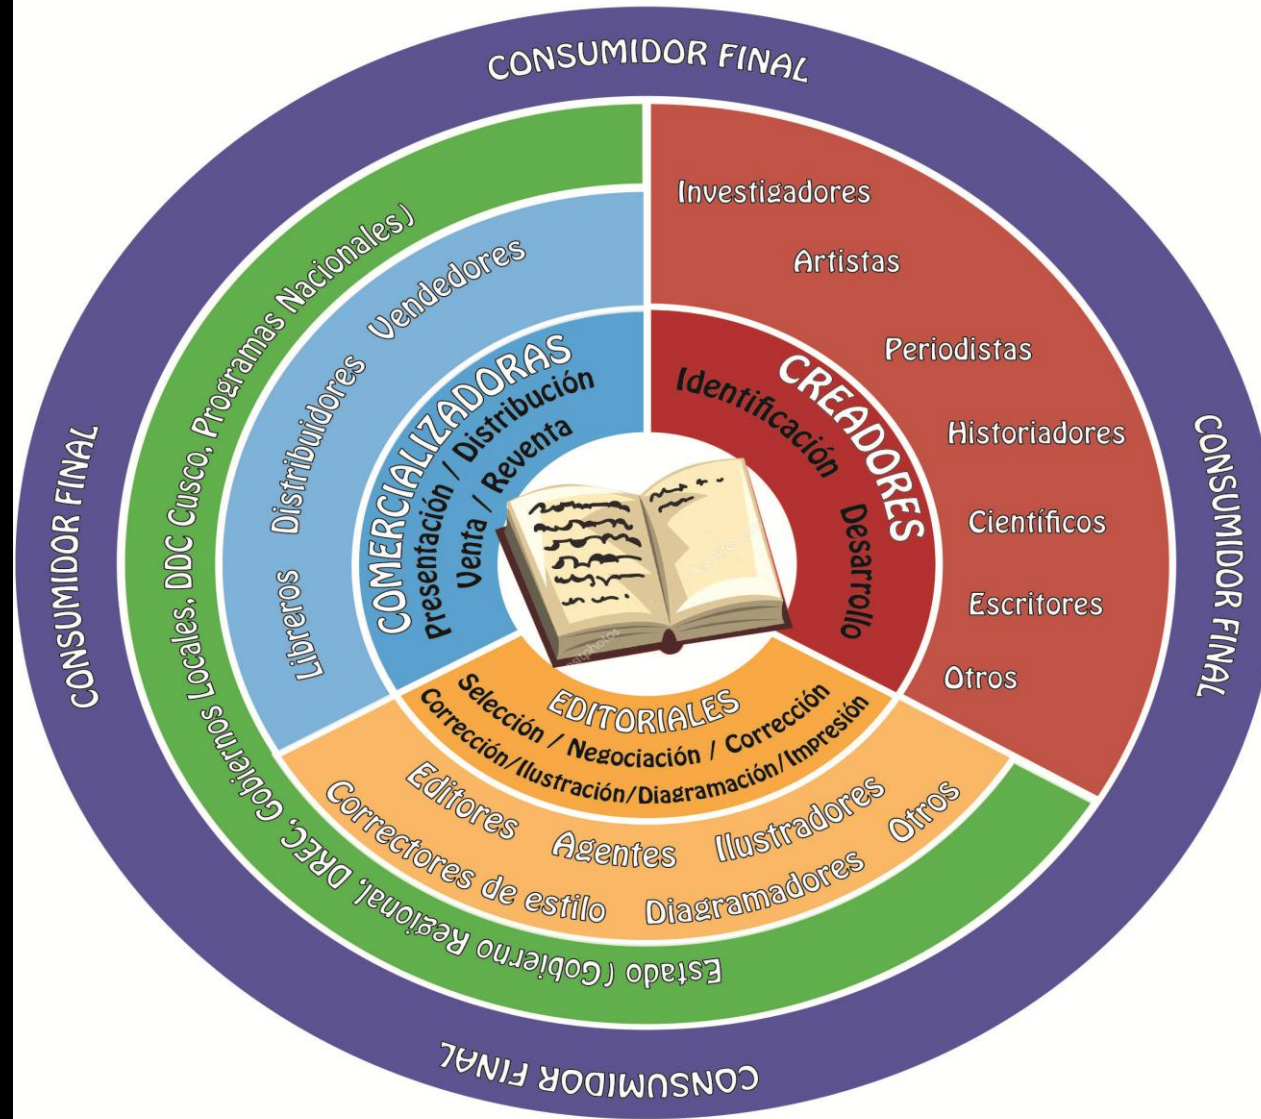 CONSUMIDOR FINAL
CONSUMIDOR FINAL
CONSUMIDOR FINAL
CONSUMIDOR FINAL
Estado (Gobierno Regional, DREC, Gobiernos Locales, DDC Cusco, Programas Nacionales)
Investigadores
Artistas
Periodistas
Historiadores
Científicos
Escritores
Otros
CREADORES
Identificación Desarrollo
Libreros Distribuidores Vendedores
COMERCIALIZADORAS
Presentación / Distribución
Venta / Reventa
EDITORIALES
Selección / Negociación / Corrección
Corrección/Ilustración/Diagramación/Impresión
Editores Agentes Ilustradores Otros
Correctores de estilo Diagramadores